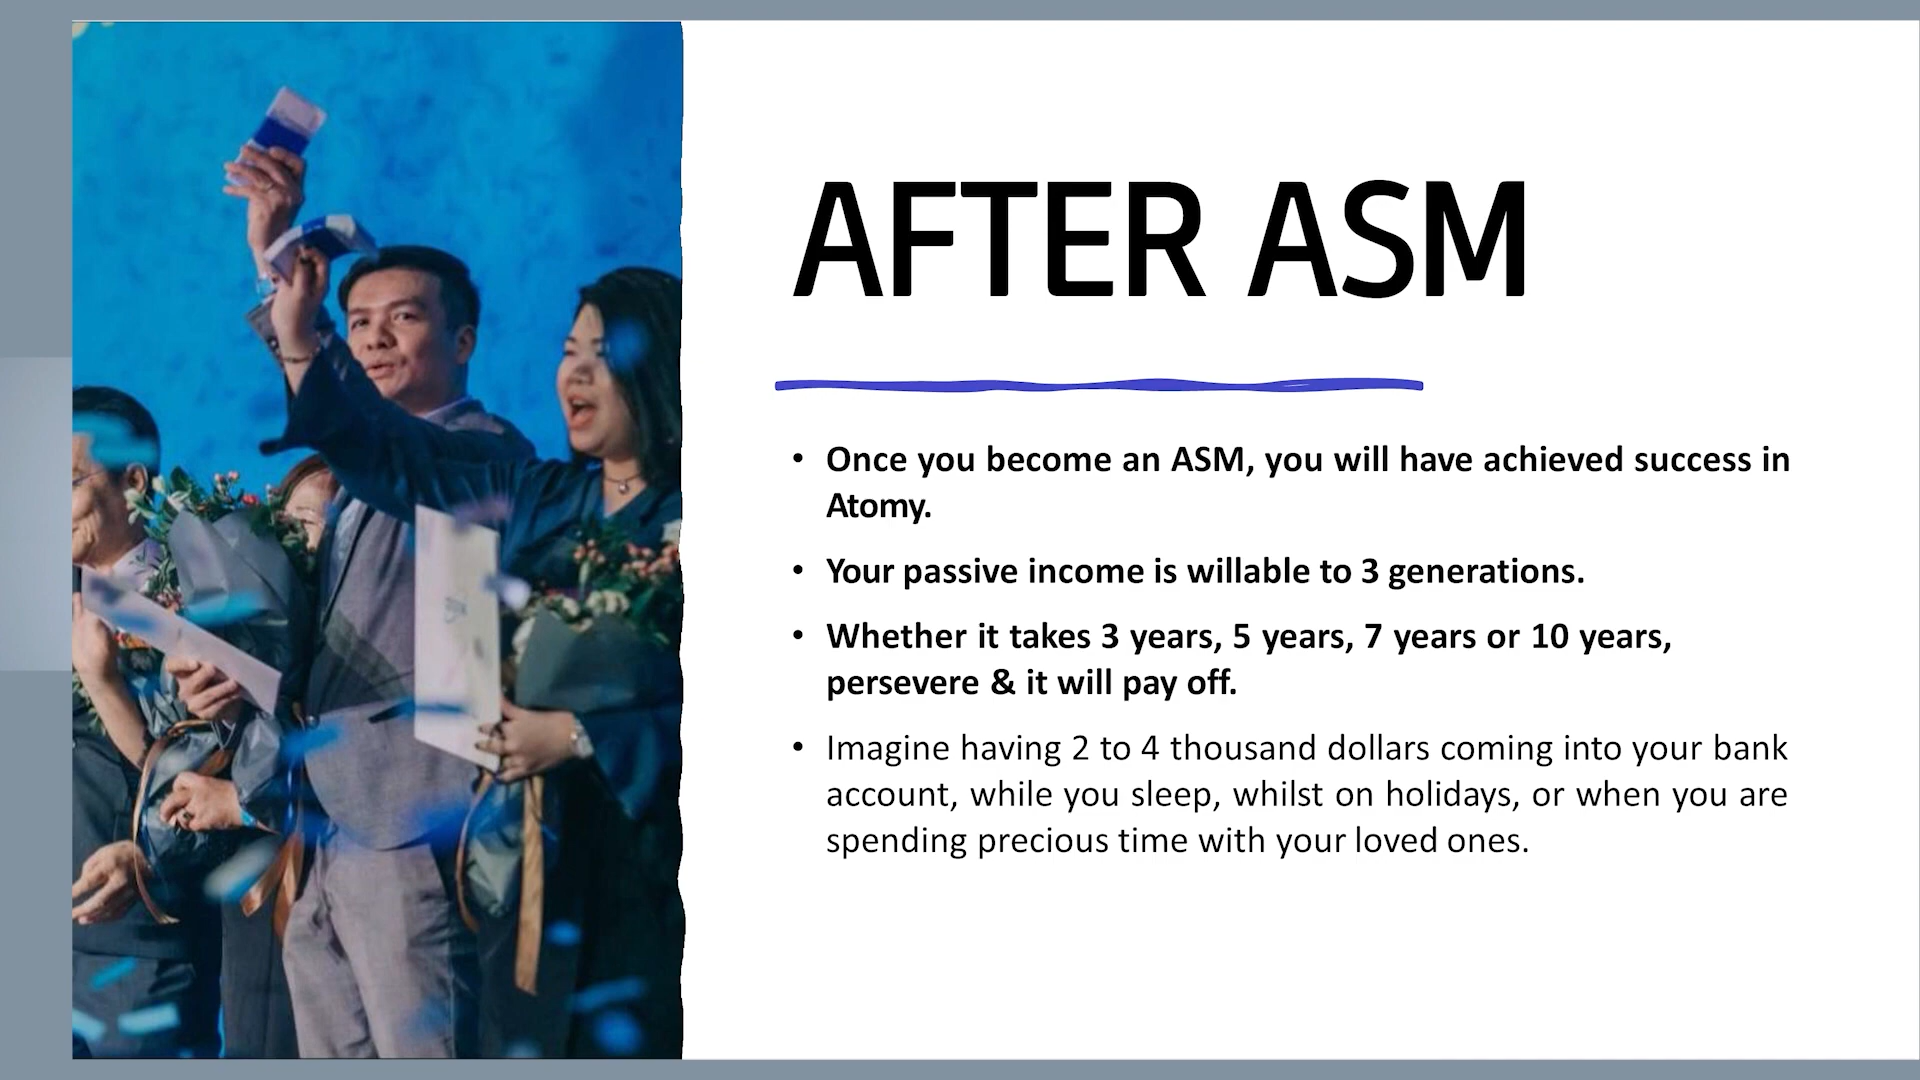 AFTER ASM
• Once you become an ASM, you will have achieved success in
Atomy.
• Your passive income is willable to 3 generations.
• Whether it takes 3 years, 5 years, 7 years or 10 years,
persevere & it will pay off.
• Imagine having 2 to 4 thousand dollars coming into your bank
account, while you sleep, whilst on holidays, or when you are
spending precious time with your loved ones.